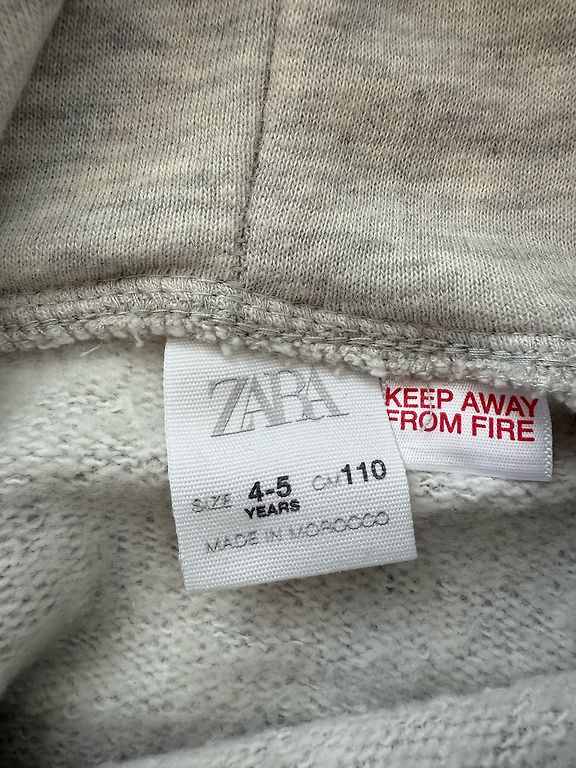 ZARA
SIZE 4-5 CM 110
YEARS
MADE IN MOROCCO
KEEP AWAY
FROM FIRE